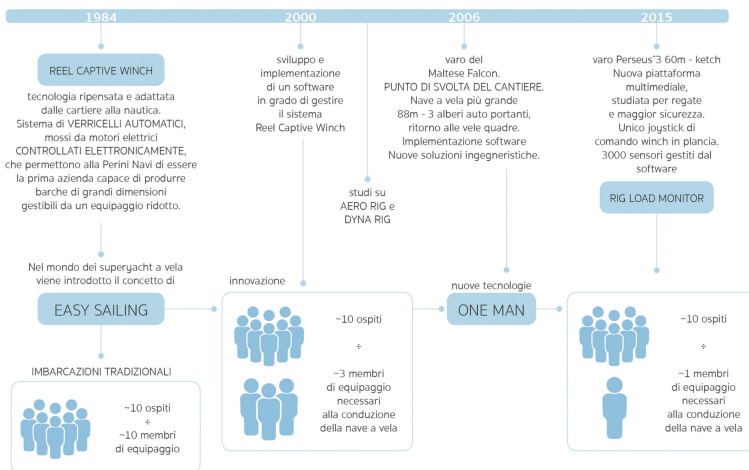 1984
2000
2006
2015
REEL CAPTIVE WINCH
tecnologia ripensata e adattata
dalle cartiere alla nautica.
Sistema di VERRICELLI AUTOMATICI,
mossi da motori elettrici
CONTROLLATI ELETTRONICAMENTE,
che permettono alla Perini Navi di essere
la prima azienda capace di produrre
barche di grandi dimensioni
gestibili da un equipaggio ridotto.
sviluppo e
implementazione
di un software
in grado di gestire
il sistema
Reel Captive Winch
studi su
AERO RIG e
DYNA RIG
varo del
Maltese Falcon.
PUNTO DI SVOLTA DEL CANTIERE.
Nave a vela più grande
88m - 3 alberi auto portanti,
ritorno alle vele quadre.
Implementazione software
Nuove soluzioni ingegneristiche.
varo Perseus^3 60m - ketch
Nuova piattaforma
multimediale,
studiata per regate
e maggior sicurezza.
Unico joystick di
comando winch in plancia.
3000 sensori gestiti dal
software
RIG LOAD MONITOR
Nel mondo dei superyacht a vela
viene introdotto il concetto di
EASY SAILING
innovazione
nuove tecnologie
ONE MAN
IMBARCAZIONI TRADIZIONALI
~10 ospiti
÷
~10 membri
di equipaggio
~10 ospiti
÷
~3 membri
di equipaggio
necessari
alla conduzione
della nave a vela
~10 ospiti
÷
~1 membri
di equipaggio
necessari
alla conduzione
della nave a vela